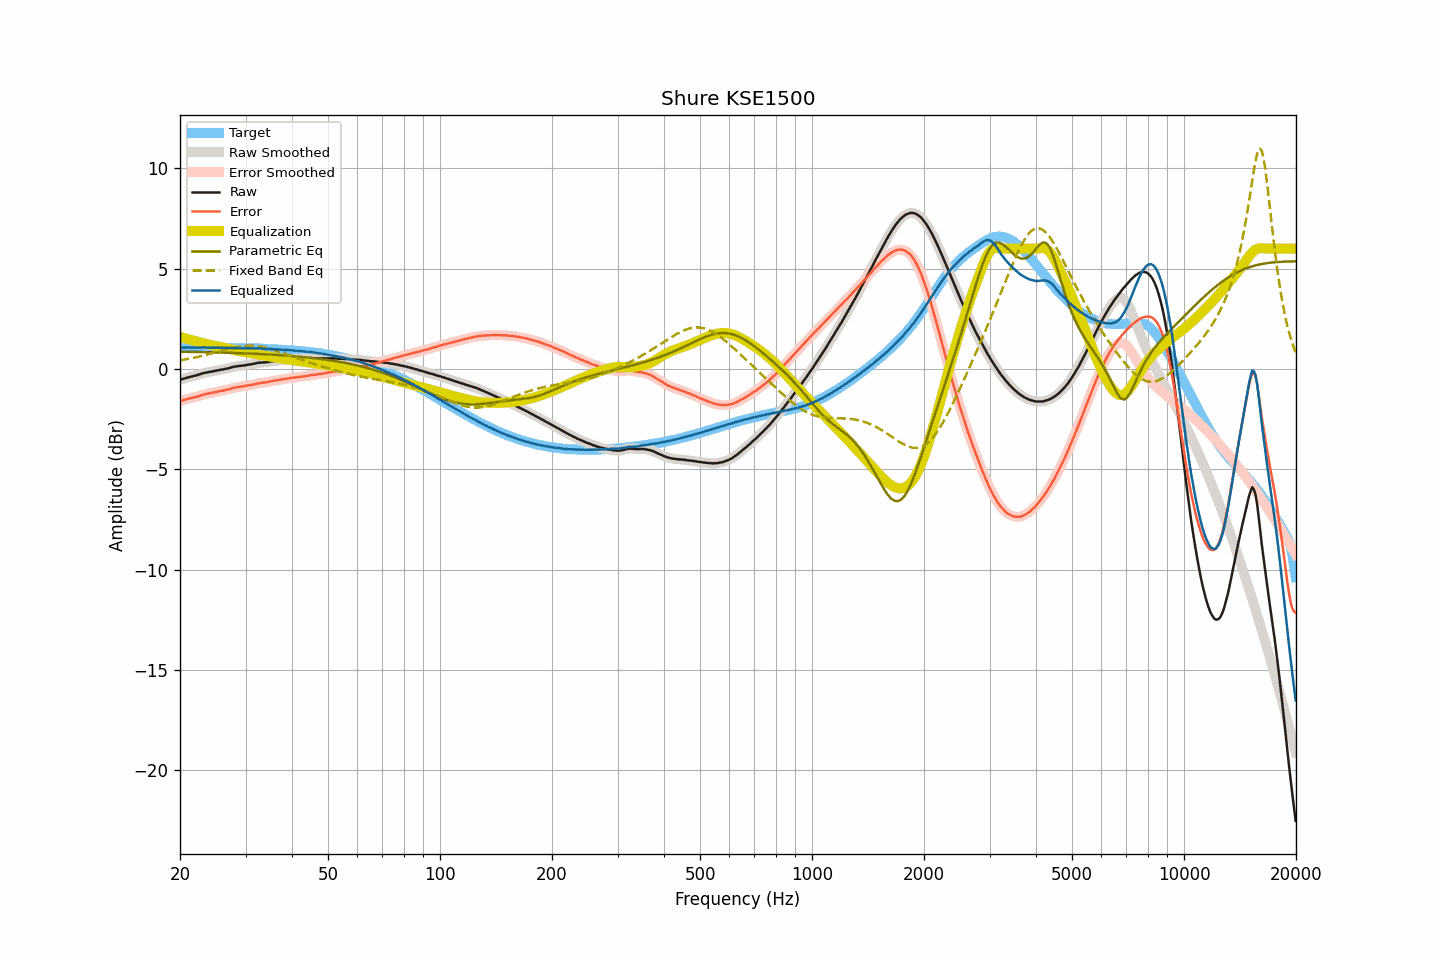 Shure KSE1500
Target
Raw Smoothed
Error Smoothed
Raw
Error
Equalization
Parametric Eq
Fixed Band Eq
Equalized
10
5
0
−5
−10
−15
−20
Amplitude (dBr)
20 50 100 200 500 1000 2000 5000 10000 20000
Frequency (Hz)